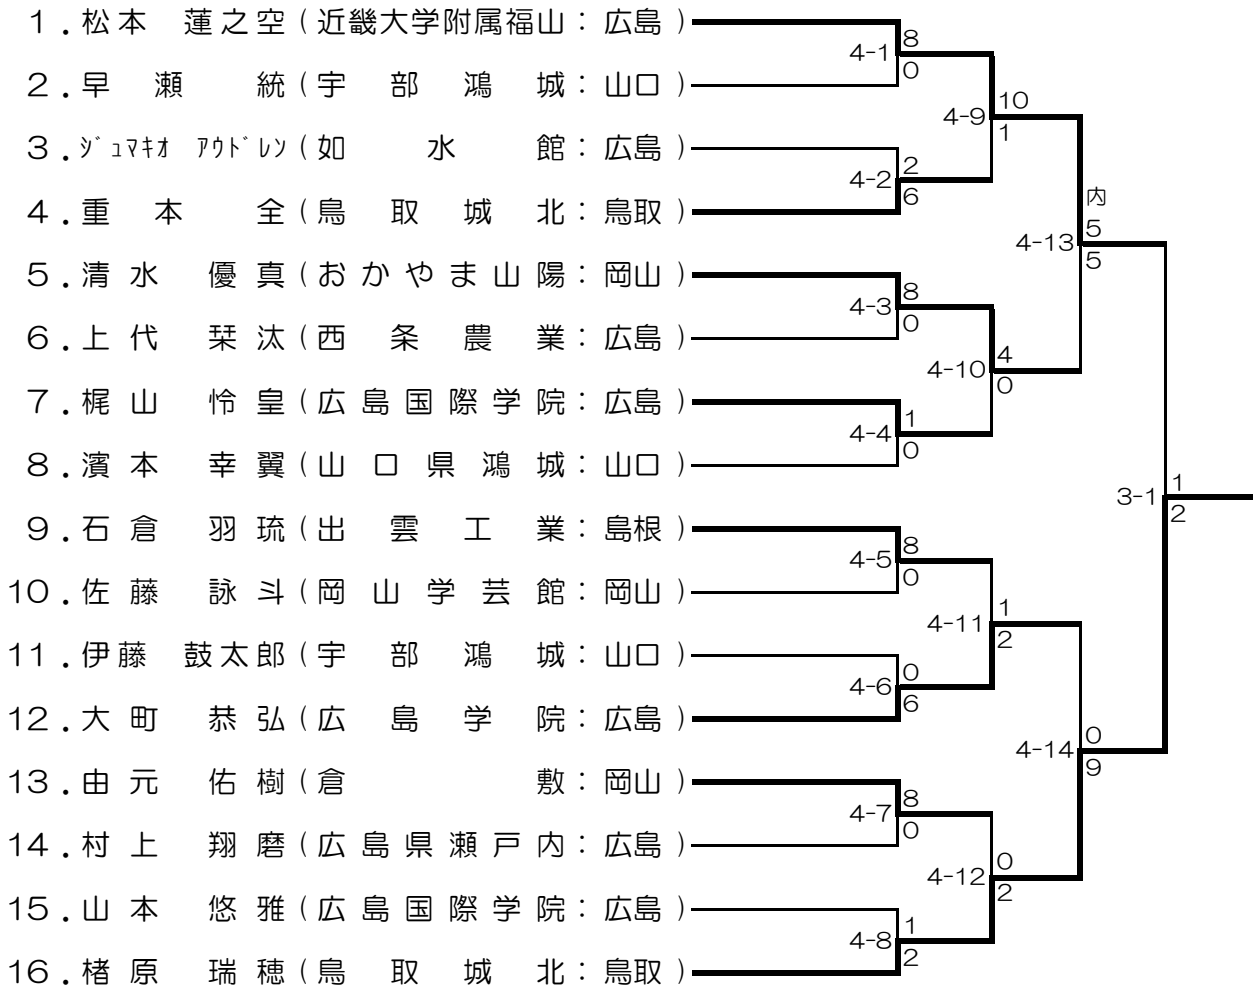 1．松本　蓮之空（近畿大学附属福山：広島）
8
4-1
0
2．早瀬　統（宇部鴻城：山口）
10
4-9
1
3．ｼﾞｭﾏｷｵ ｱｳﾄﾞﾚﾝ（如水館：広島）
2
4-2
6
4．重本　全（鳥取城北：鳥取）
内
5
4-13
5
5．清水　優真（おかやま山陽：岡山）
8
4-3
0
6．上代　栞汰（西条農業：広島）
4
4-10
0
7．梶山　怜皇（広島国際学院：広島）
1
4-4
0
8．濱本　幸翼（山口県鴻城：山口）
1
3-1
2
9．石倉　羽琉（出雲工業：島根）
8
4-5
0
10．佐藤　詠斗（岡山学芸館：岡山）
1
4-11
2
11．伊藤　鼓太郎（宇部鴻城：山口）
0
4-6
6
12．大町　恭弘（広島学院：広島）
0
4-14
9
13．由元　佑樹（倉敷：岡山）
8
4-7
0
14．村上　翔磨（広島県瀬戸内：広島）
0
4-12
2
15．山本　悠雅（広島国際学院：広島）
1
4-8
2
16．楮原　瑞穂（鳥取城北：鳥取）